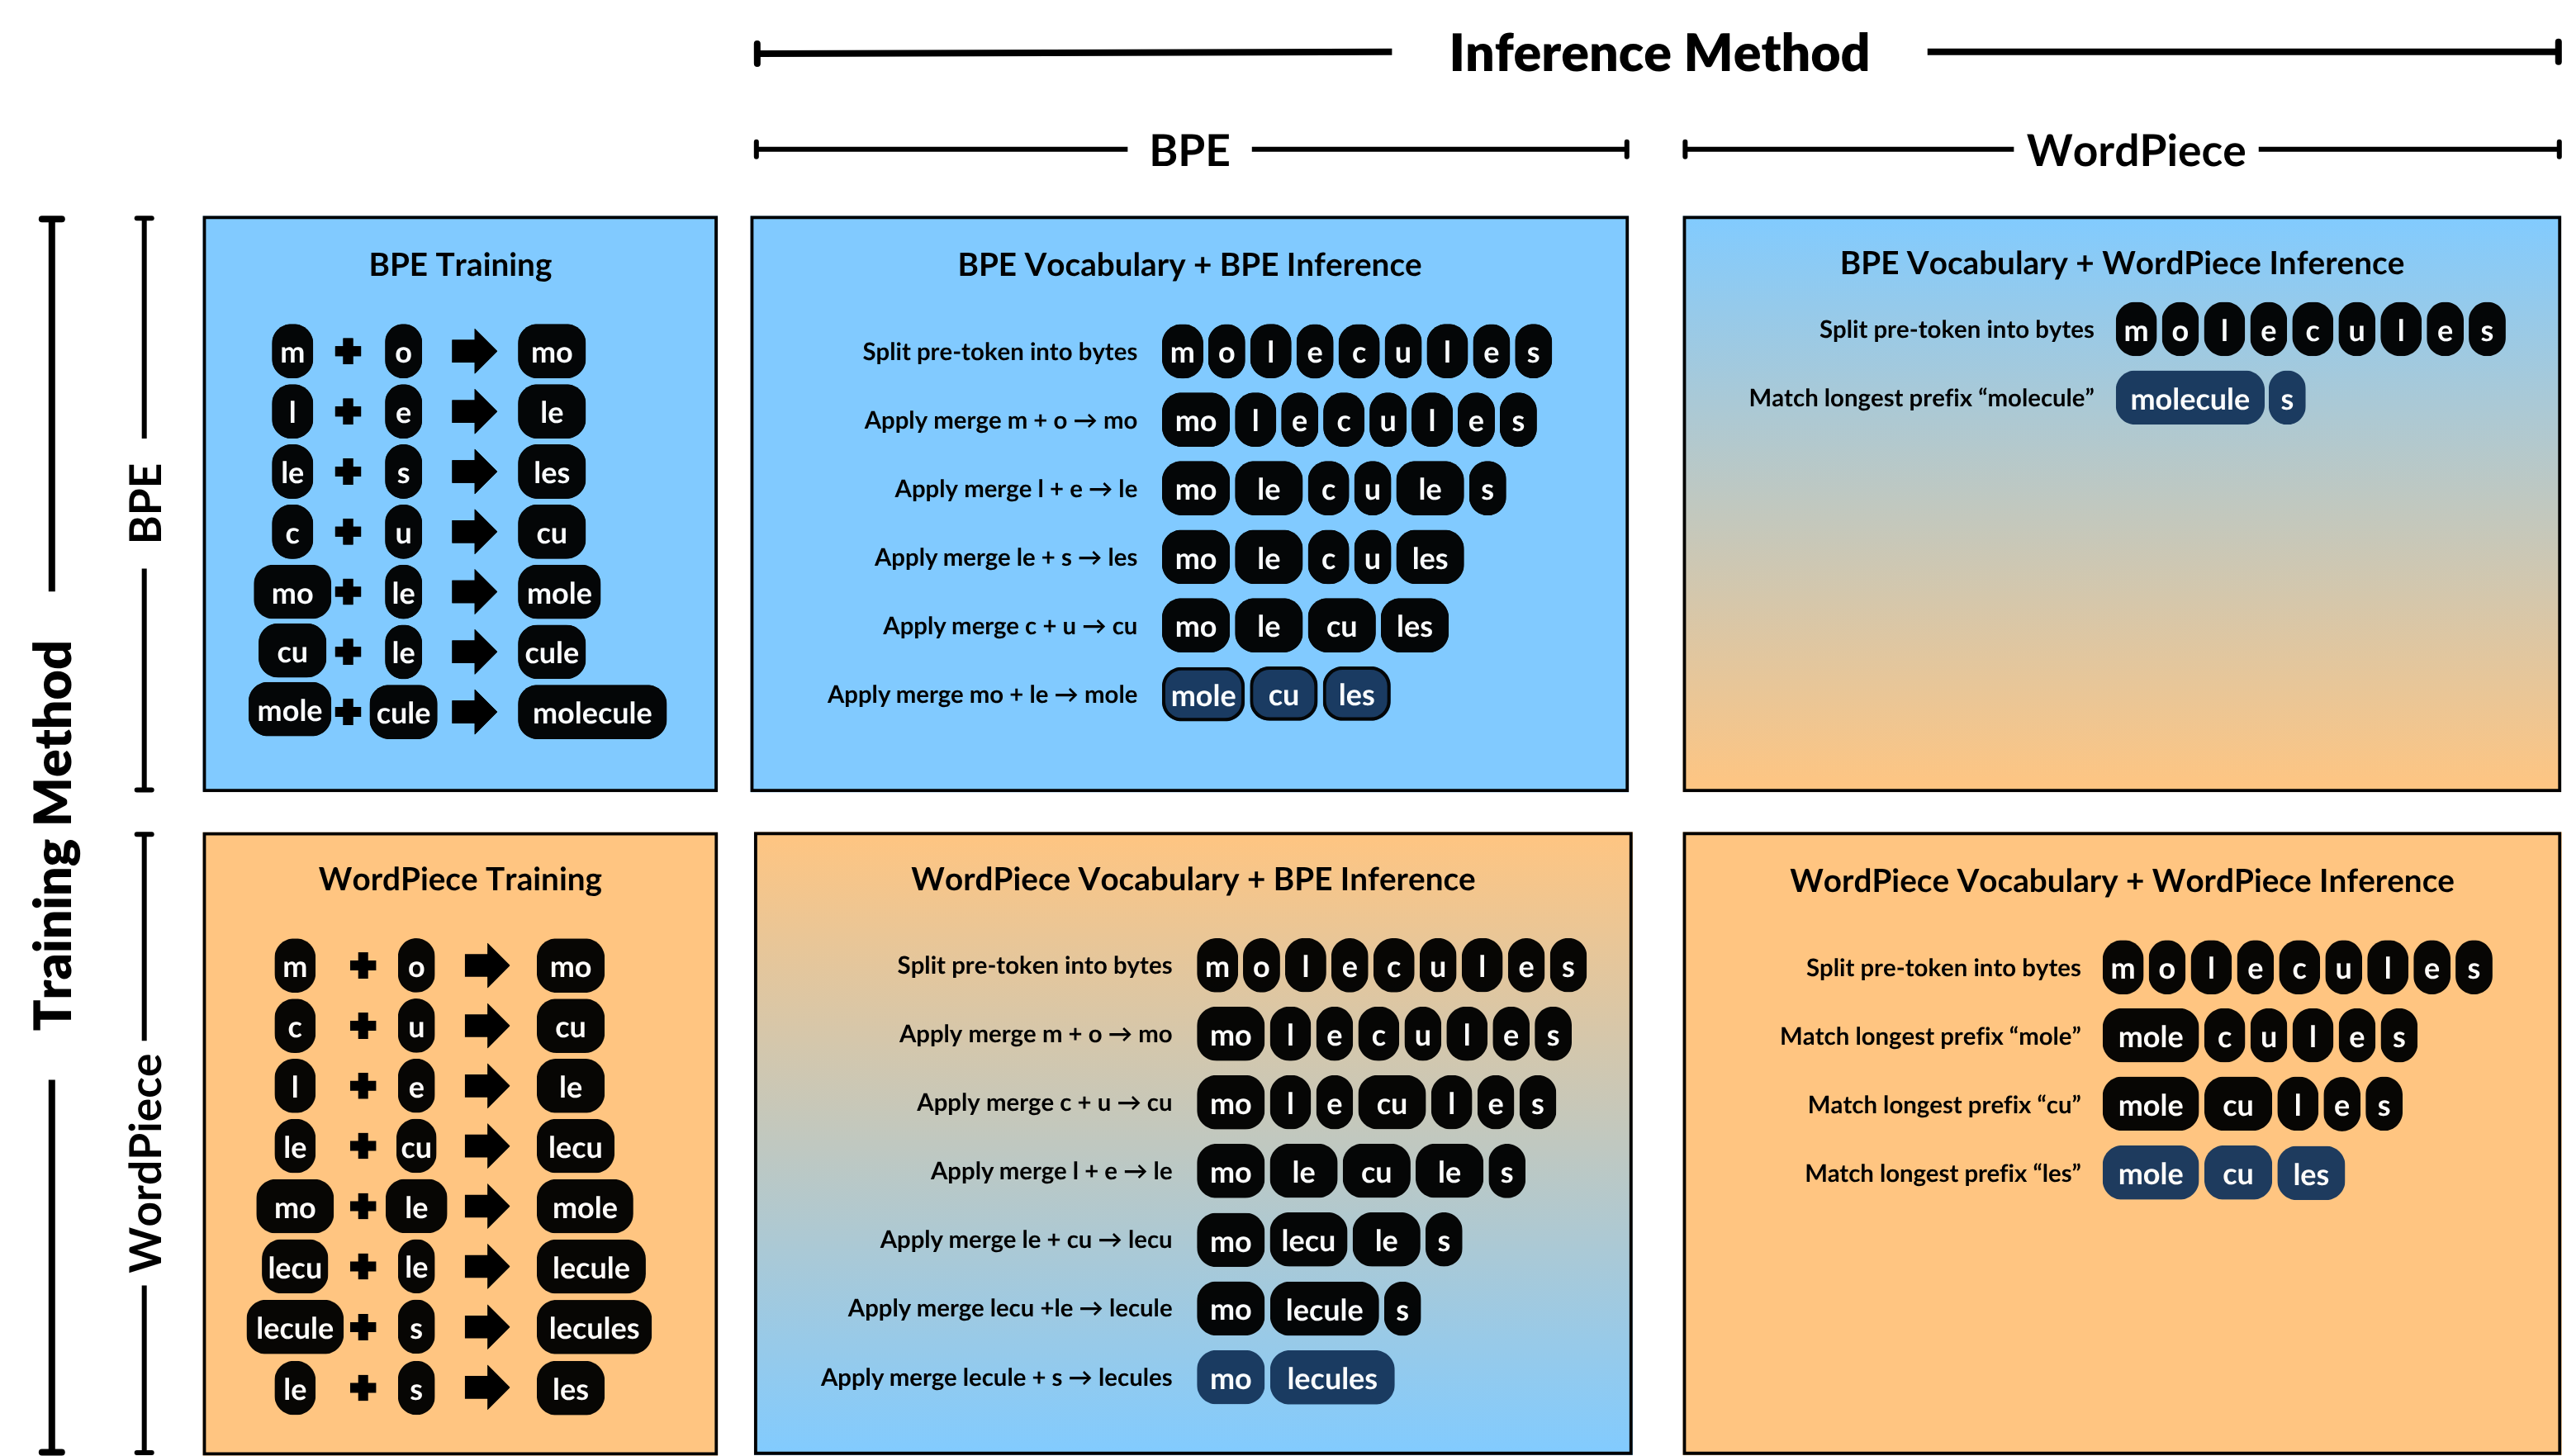 Inference Method
BPE
WordPiece
Training Method
BPE
BPE Training
m + o mo
l + e le
le + s les
c + u cu
mo + le mole
cu + le cule
mole + cule molecule
BPE Vocabulary + BPE Inference
Split pre-token into bytes m o l e c u l e s
Apply merge m + o → mo mo l e c u l e s
Apply merge l + e → le mo le c u le s
Apply merge le + s → les mo le c u les
Apply merge c + u → cu mo le cu les
Apply merge mo + le → mole mole cu les
BPE Vocabulary + WordPiece Inference
Split pre-token into bytes m o l e c u l e s
Match longest prefix “molecule” molecule s
WordPiece
WordPiece Training
m + o mo
c + u cu
l + e le
le + cu lecu
mo + le mole
lecu + le lecule
lecule + s lecules
le + s les
WordPiece Vocabulary + BPE Inference
Split pre-token into bytes m o l e c u l e s
Apply merge m + o → mo mo l e c u l e s
Apply merge c + u → cu mo l e cu l e s
Apply merge l + e → le mo le cu le s
Apply merge le + cu → lecu mo lecu le s
Apply merge lecu +le → lecule mo lecule s
Apply merge lecule + s → lecules mo lecules
WordPiece Vocabulary + WordPiece Inference
Split pre-token into bytes m o l e c u l e s
Match longest prefix “mole” mole c u l e s
Match longest prefix “cu” mole cu l e s
Match longest prefix “les” mole cu les